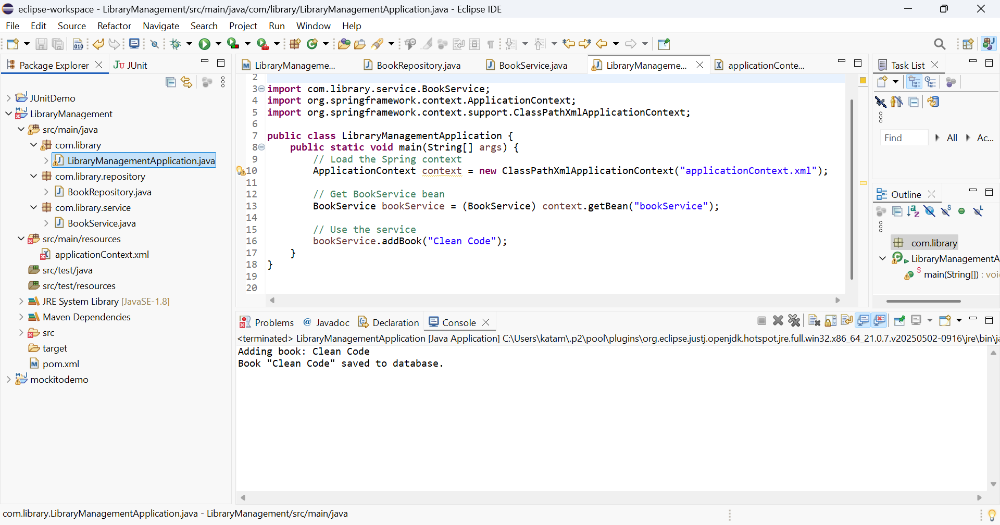 eclipse-workspace - LibraryManagement/src/main/java/com/library/LibraryManagementApplication.java - Eclipse IDE
File Edit Source Refactor Navigate Search Project Run Window Help
Package Explorer
JUnit
JUnitDemo
LibraryManagement
src/main/java
com.library
LibraryManagementApplication.java
com.library.repository
BookRepository.java
com.library.service
BookService.java
src/main/resources
applicationContext.xml
src/test/java
src/test/resources
JRE System Library [JavaSE-1.8]
Maven Dependencies
src
target
pom.xml
mockitodemo
LibraryManageme... BookRepository.java BookService.java LibraryManageme... applicationConte...
2
3 import com.library.service.BookService;
4 import org.springframework.context.ApplicationContext;
5 import org.springframework.context.support.ClassPathXmlApplicationContext;
6
7 public class LibraryManagementApplication {
8 public static void main(String[] args) {
9 // Load the Spring context
10 ApplicationContext context = new ClassPathXmlApplicationContext("applicationContext.xml");
11
12 // Get BookService bean
13 BookService bookService = (BookService) context.getBean("bookService");
14
15 // Use the service
16 bookService.addBook("Clean Code");
17 }
18 }
19
20
Task List
Find All Ac...
Outline
com.library
LibraryManagementA
main(String[]) : voi
Problems @ Javadoc Declaration Console
<terminated> LibraryManagementApplication [Java Application] C:\Users\katam\.p2\pool\plugins\org.eclipse.justj.openjdk.hotspot.jre.full.win32.x86_64_21.0.7.v20250502-0916\jre\bin\ja
Adding book: Clean Code
Book "Clean Code" saved to database.
com.library.LibraryManagementApplication.java - LibraryManagement/src/main/java